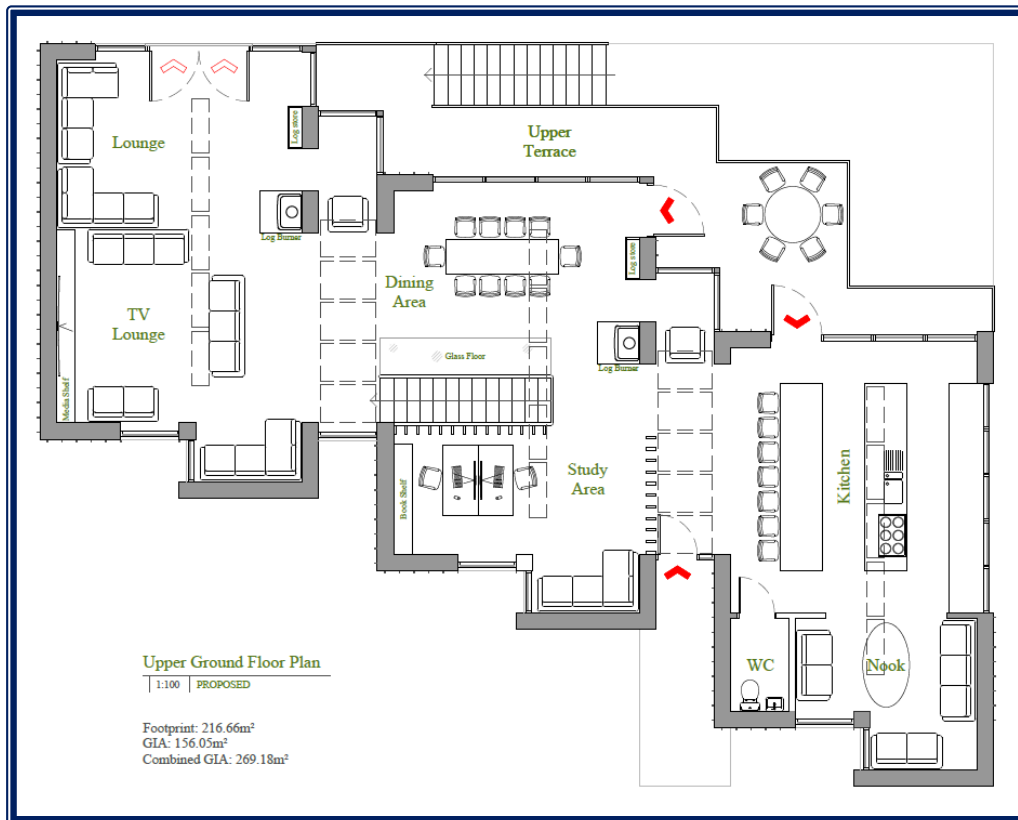 Lounge
Log store
Upper
Terrace
Log Burner
Dining
Area
Log store
TV
Lounge
Glass Floor
Log Burner
Media Shelf
Study
Area
Book Shelf
Kitchen
WC
Nook
Upper Ground Floor Plan
1:100 PROPOSED
Footprint: 216.66m²
GIA: 156.05m²
Combined GIA: 269.18m²